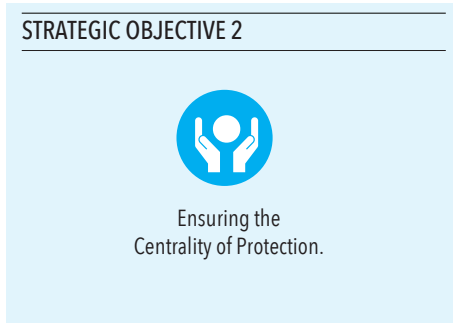 STRATEGIC OBJECTIVE 2
Ensuring the
Centrality of Protection.